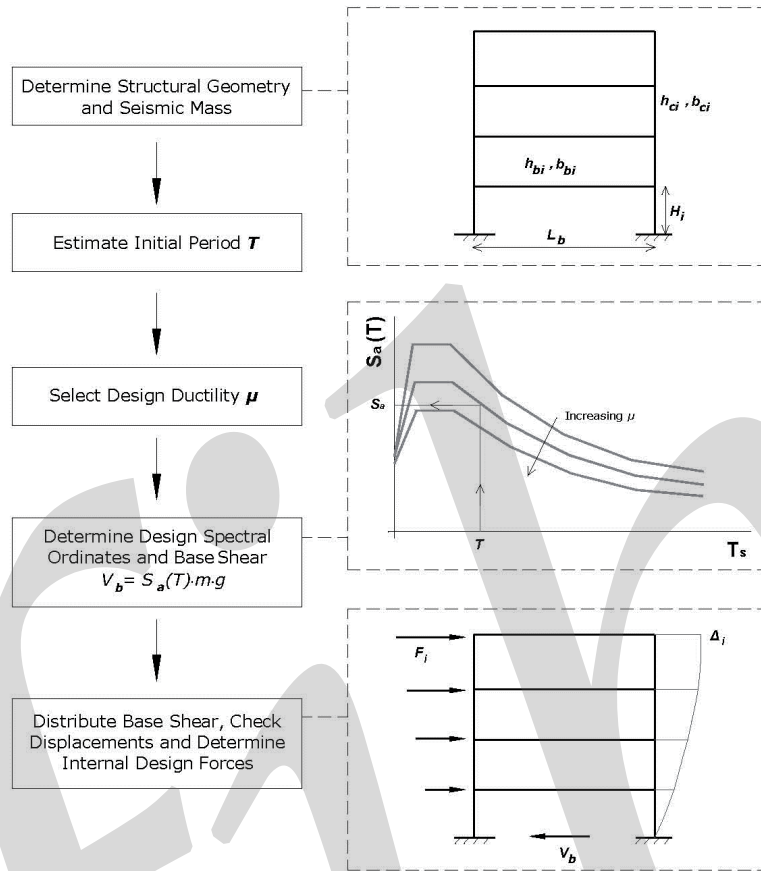 Determine Structural Geometry
and Seismic Mass
h_ci , b_ci
h_bi , b_bi
H_i
L_b
Estimate Initial Period T
Select Design Ductility μ
S_a(T)
S_a
Increasing μ
T
T_s
Determine Design Spectral
Ordinates and Base Shear
V_b = S_a(T)·m·g
F_i
Δ_i
V_b
Distribute Base Shear, Check
Displacements and Determine
Internal Design Forces